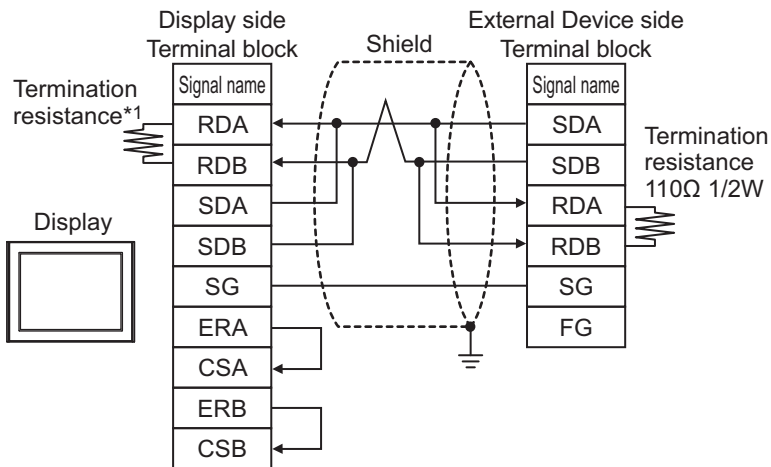 Display side
Terminal block
External Device side
Terminal block
Shield
Termination
resistance*1
Signal name
RDA
RDB
SDA
SDB
SG
ERA
CSA
ERB
CSB
Display
Signal name
SDA
SDB
RDA
RDB
SG
FG
Termination
resistance
110Ω 1/2W